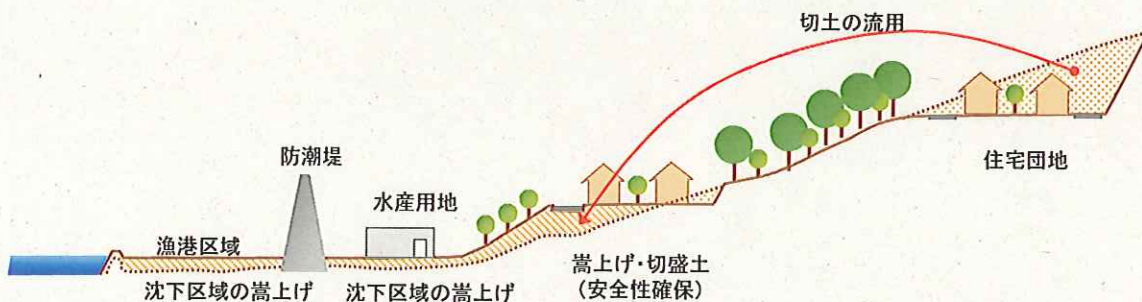 切土の流用
防潮堤
水産用地
住宅団地
漁港区域
嵩上げ・切盛土
(安全性確保)
沈下区域の嵩上げ
沈下区域の嵩上げ